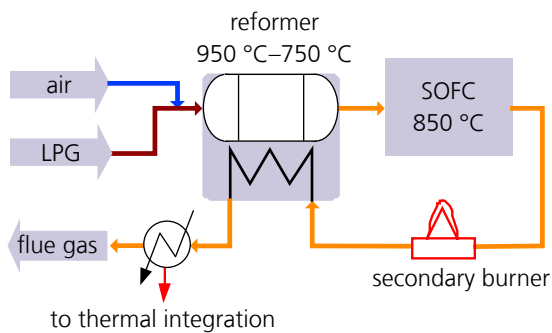 reformer
950 °C–750 °C
air
LPG
SOFC
850 °C
flue gas
secondary burner
to thermal integration